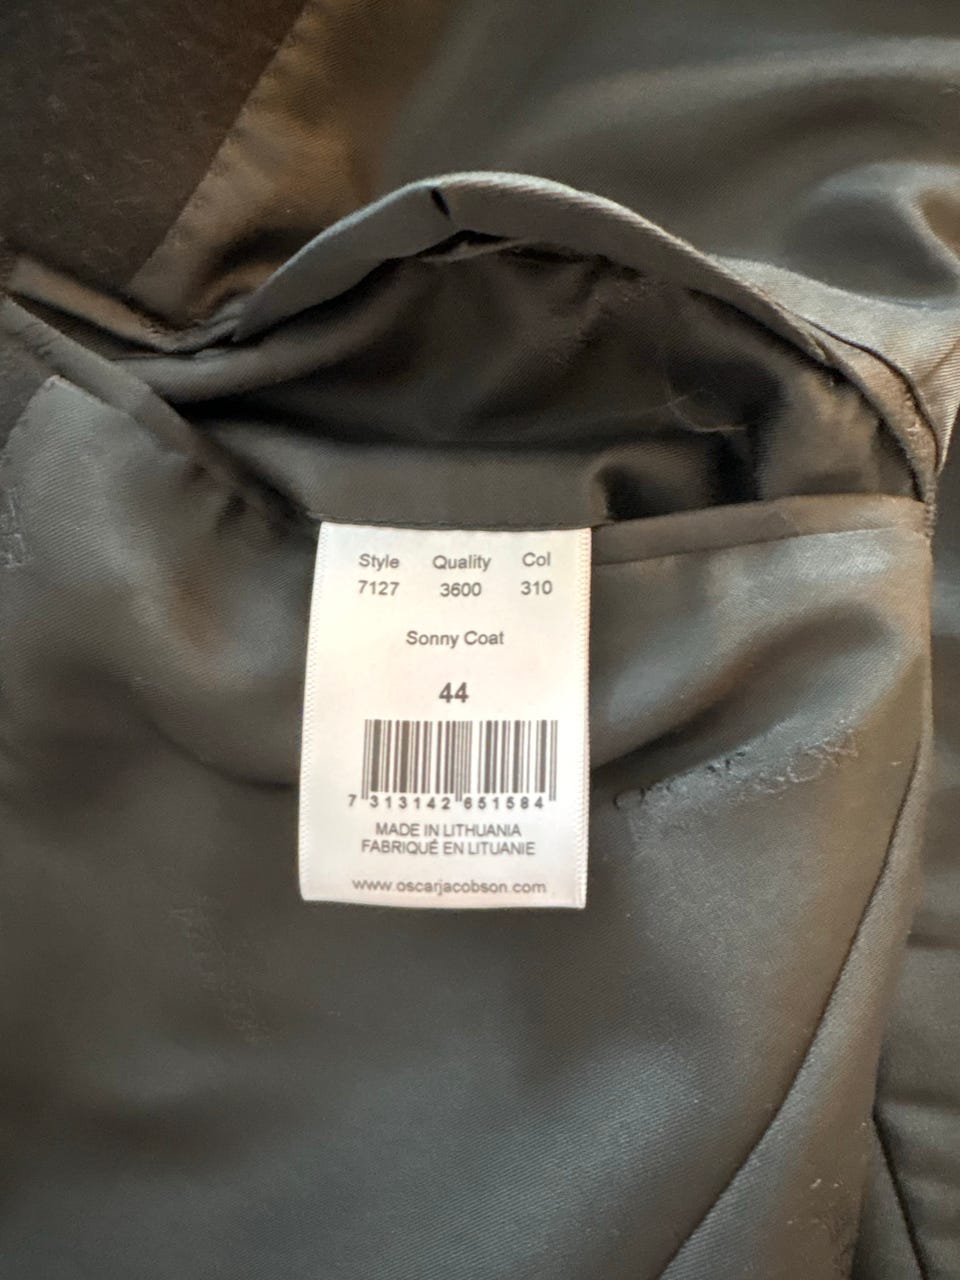 Style Quality Col
7127 3600 310
Sonny Coat
44
7 313142 651584
MADE IN LITHUANIA
FABRIQUÉ EN LITUANIE
www.oscarjacobson.com